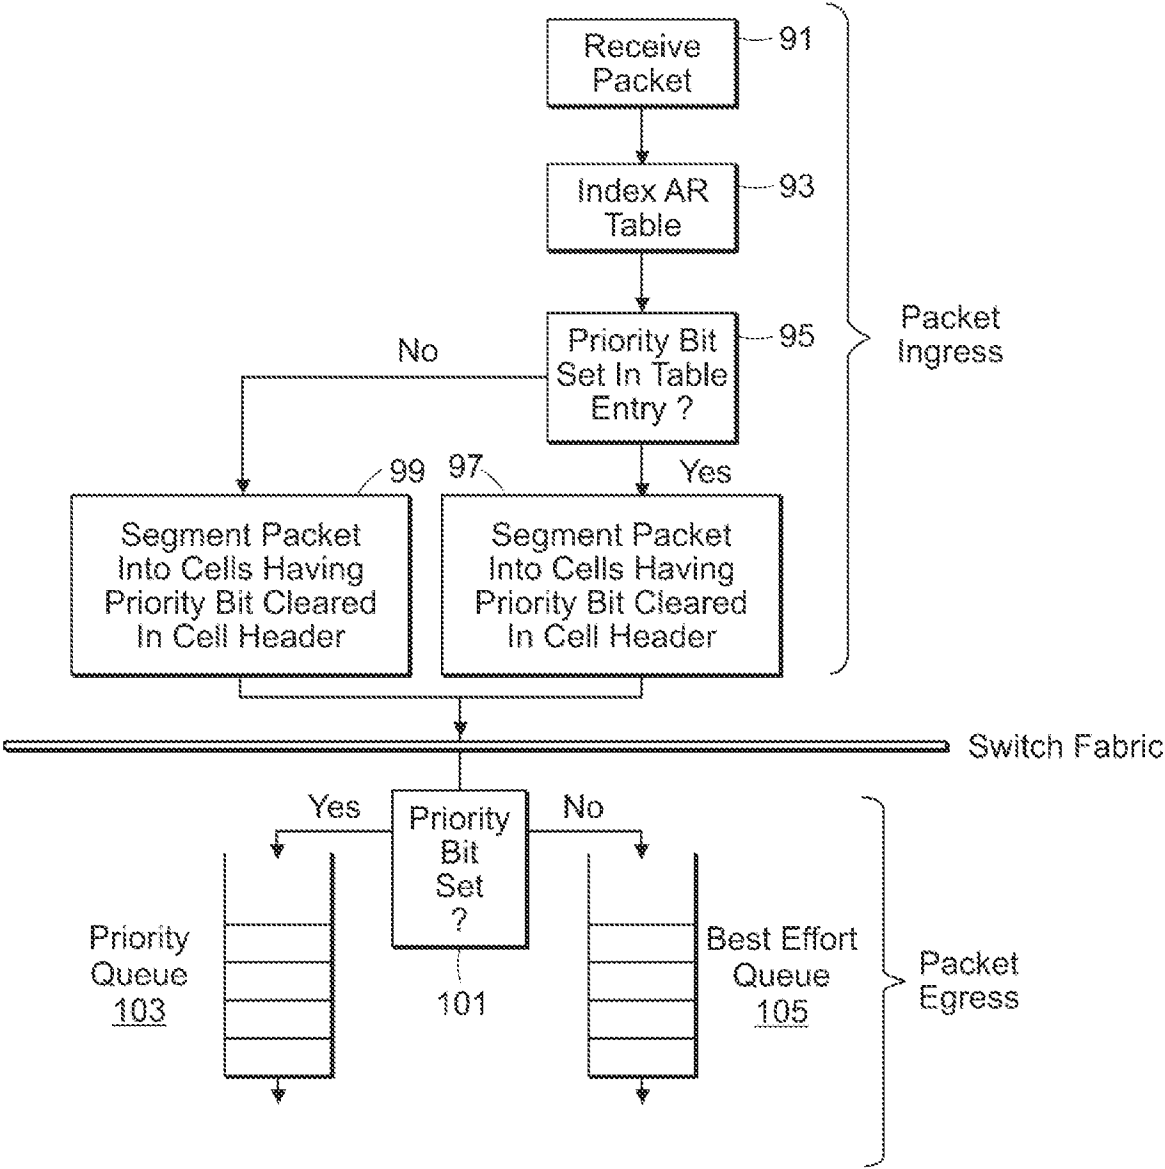 Receive
Packet
91
Index AR
Table
93
Priority Bit
Set In Table
Entry ?
95
No
Yes
Packet
Ingress
99
97
Segment Packet
Into Cells Having
Priority Bit Cleared
In Cell Header
Segment Packet
Into Cells Having
Priority Bit Cleared
In Cell Header
Switch Fabric
Yes
No
Priority
Bit
Set
?
101
Priority
Queue
103
Best Effort
Queue
105
Packet
Egress